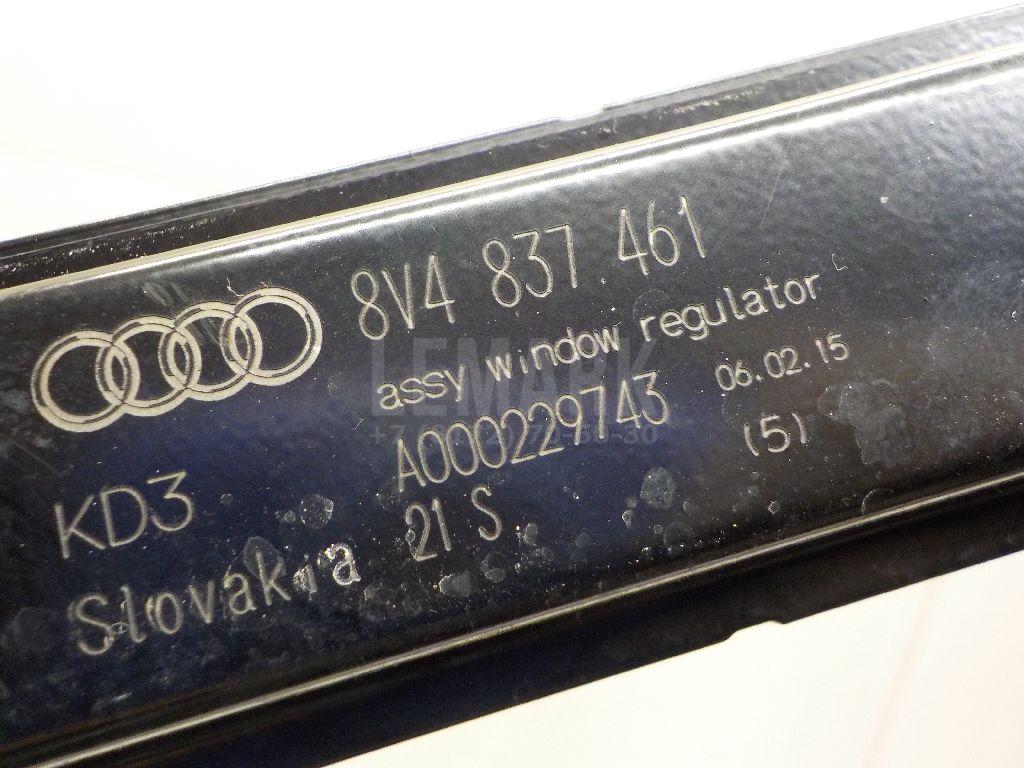 8V4 837 461
assy window regulator L
A000229743 06.02.15
KD3 21 S (5)
Slovakia
LEMARK